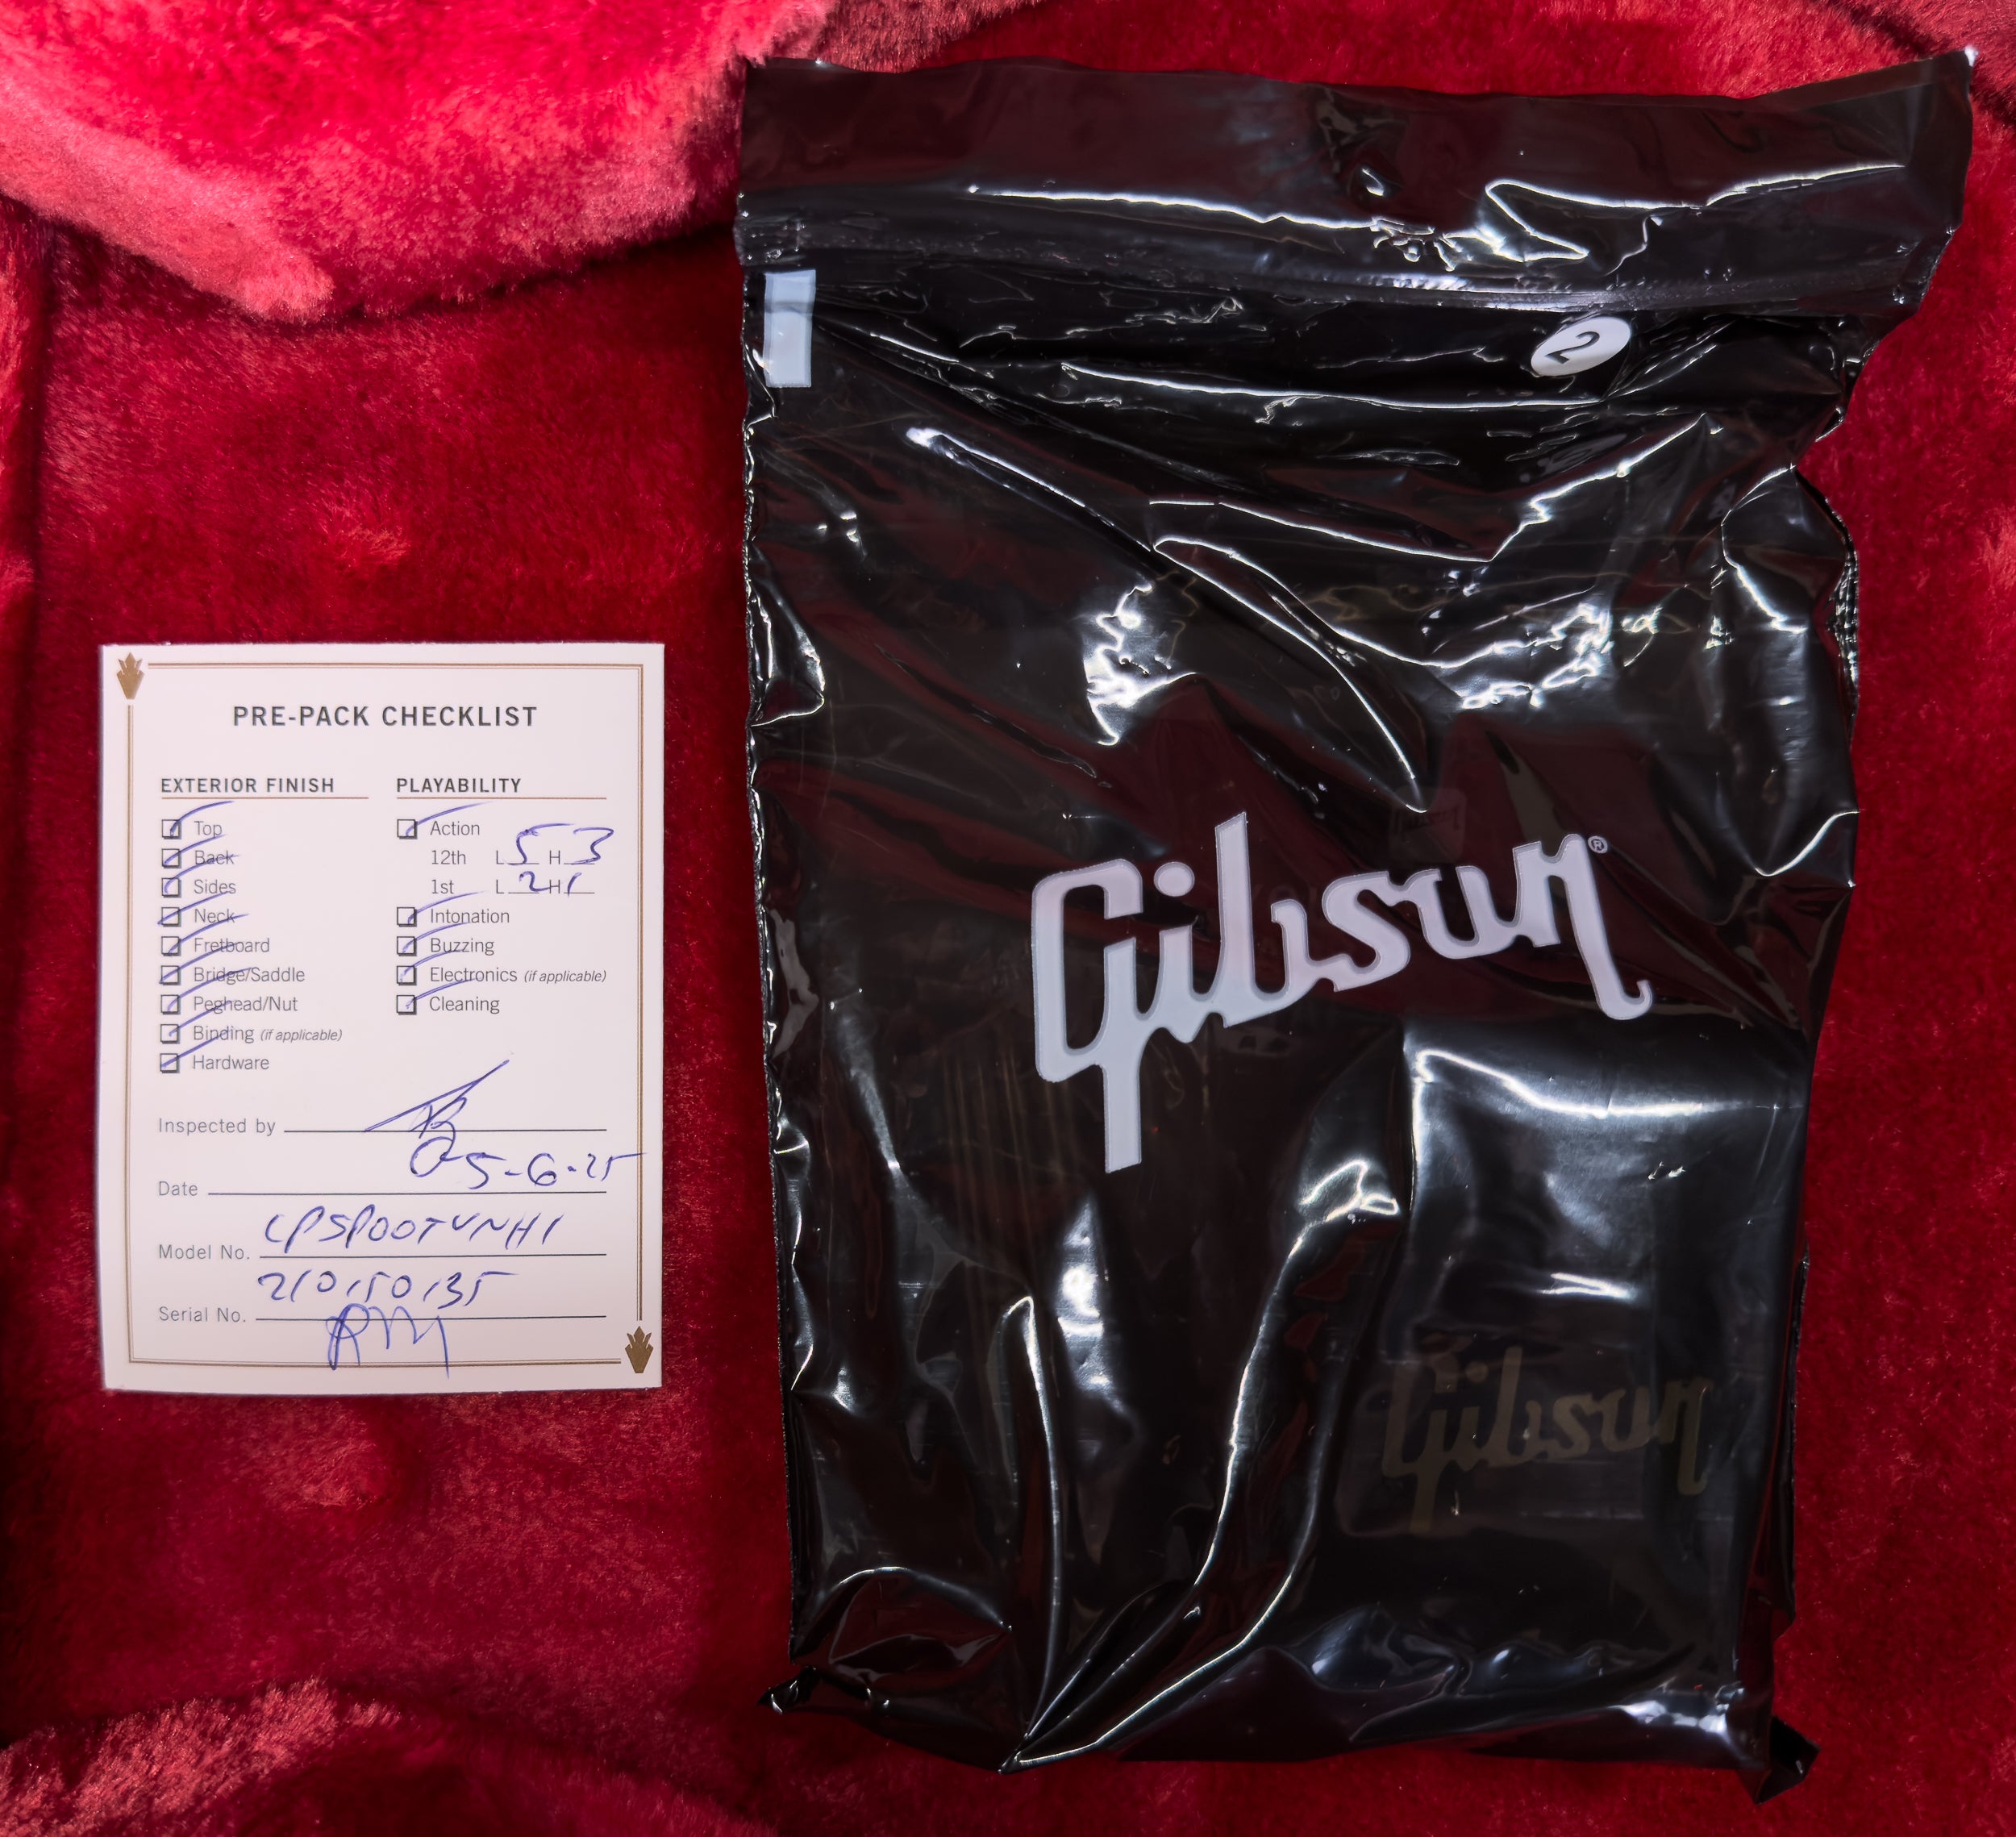 PRE-PACK CHECKLIST
EXTERIOR FINISH
Top
Back
Sides
Neck
Fretboard
Bridge/Saddle
Peghead/Nut
Binding (if applicable)
Hardware
PLAYABILITY
Action
12th L 5 H 3
1st L 2 H 1
Intonation
Buzzing
Electronics (if applicable)
Cleaning
Inspected by
Date 05-6-25
Model No. LPSP00TVNH1
Serial No. 210150135
2
Gibson®
Gibson